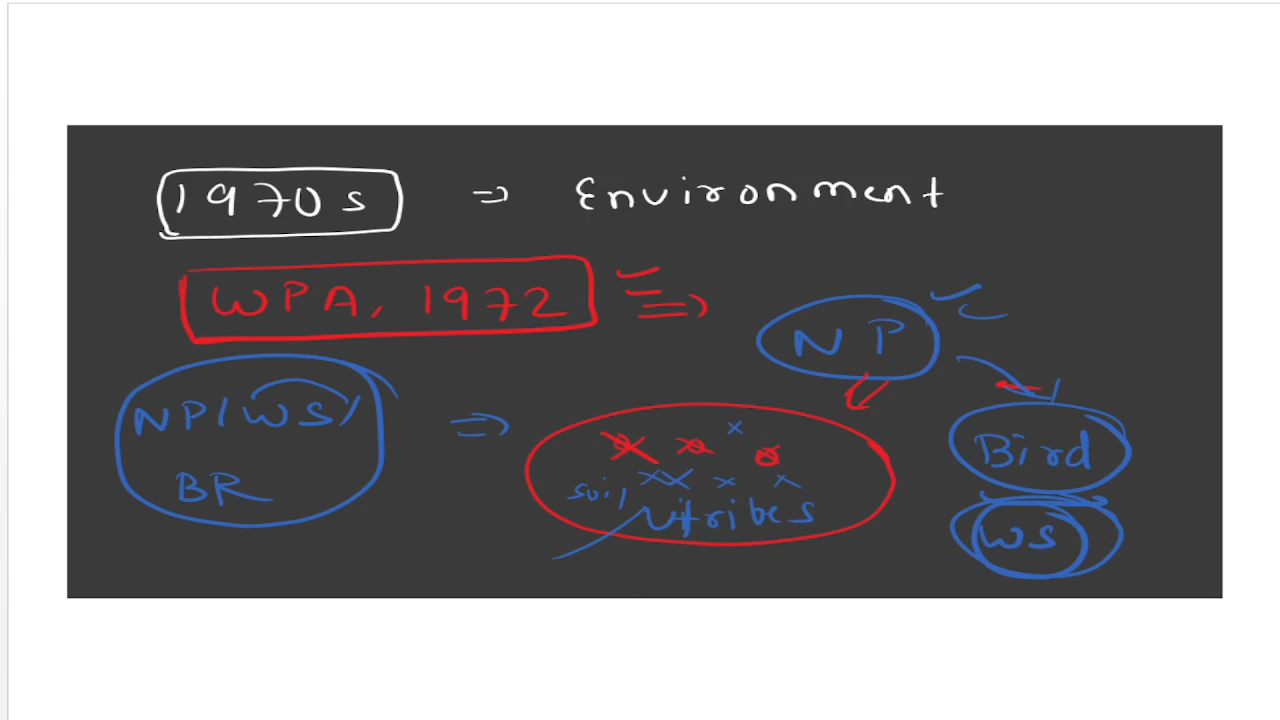 1970s => Environment
WPA, 1972 =>
NP
NP/WS/ =>
Bird
BR
soil
tribes
WS